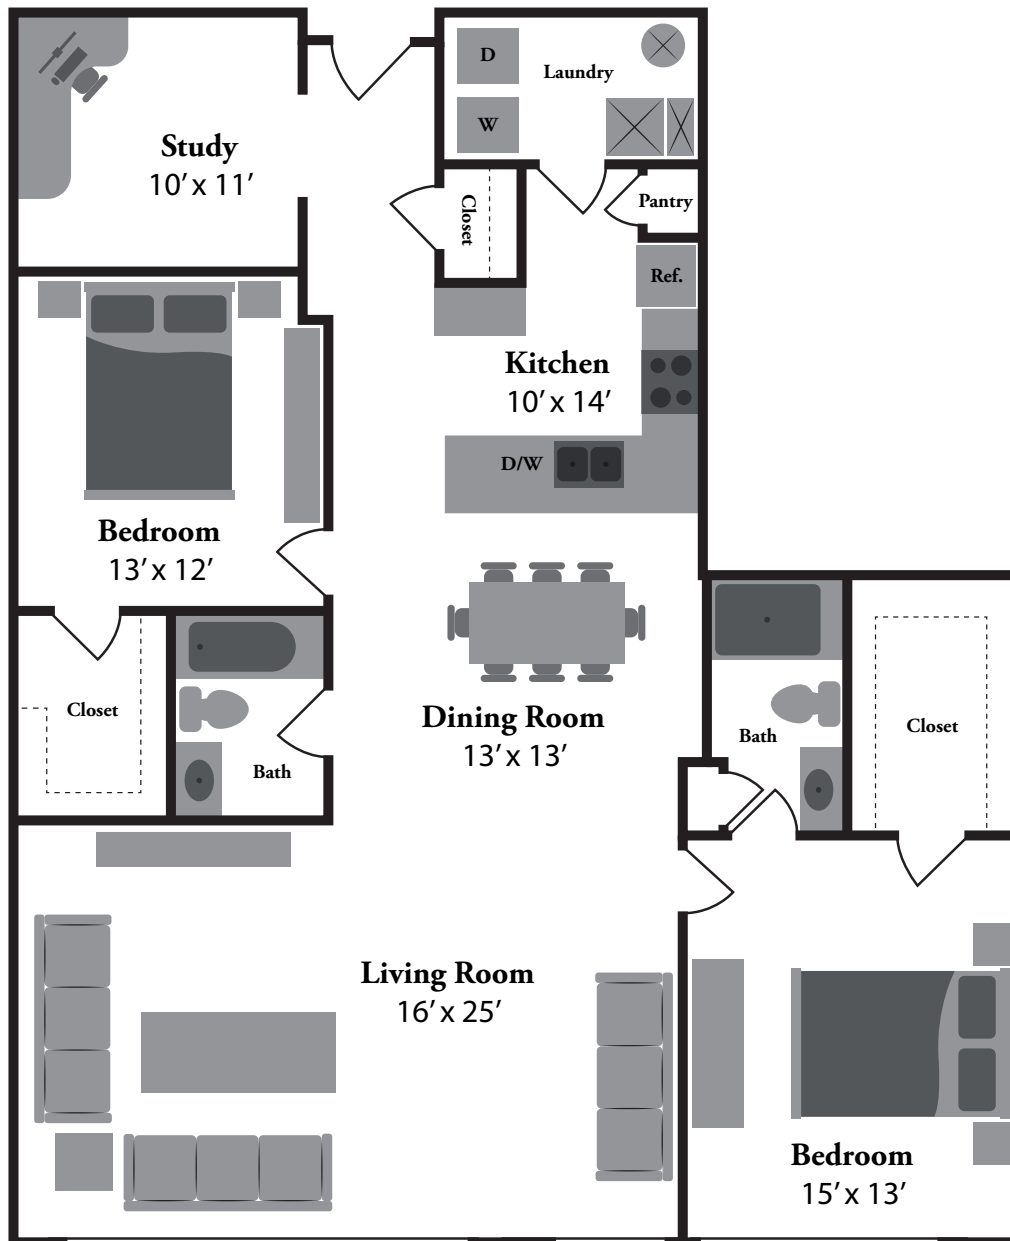 D
Laundry
W
Study
10’ x 11’
Closet
Pantry
Ref.
Kitchen
10’ x 14’
D/W
Bedroom
13’ x 12’
Closet
Bath
Dining Room
13’ x 13’
Bath
Closet
Living Room
16’ x 25’
Bedroom
15’ x 13’